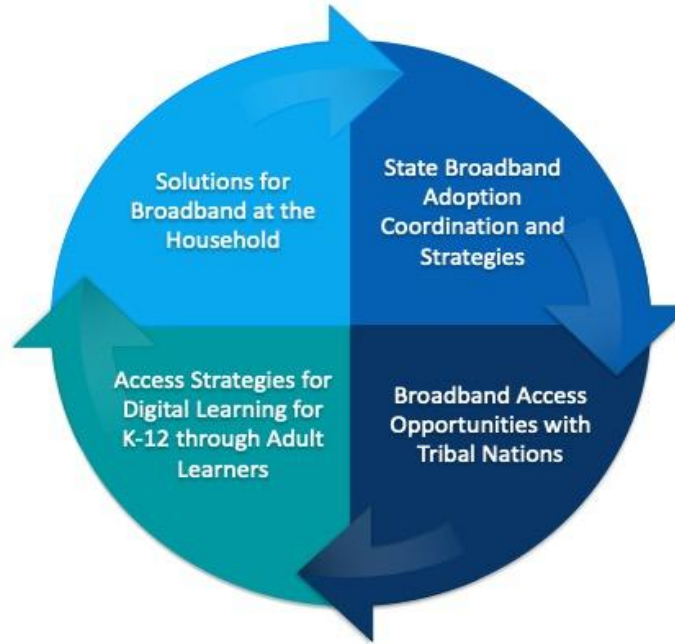 Solutions for
Broadband at the
Household
State Broadband
Adoption
Coordination and
Strategies
Access Strategies for
Digital Learning for
K-12 through Adult
Learners
Broadband Access
Opportunities with
Tribal Nations